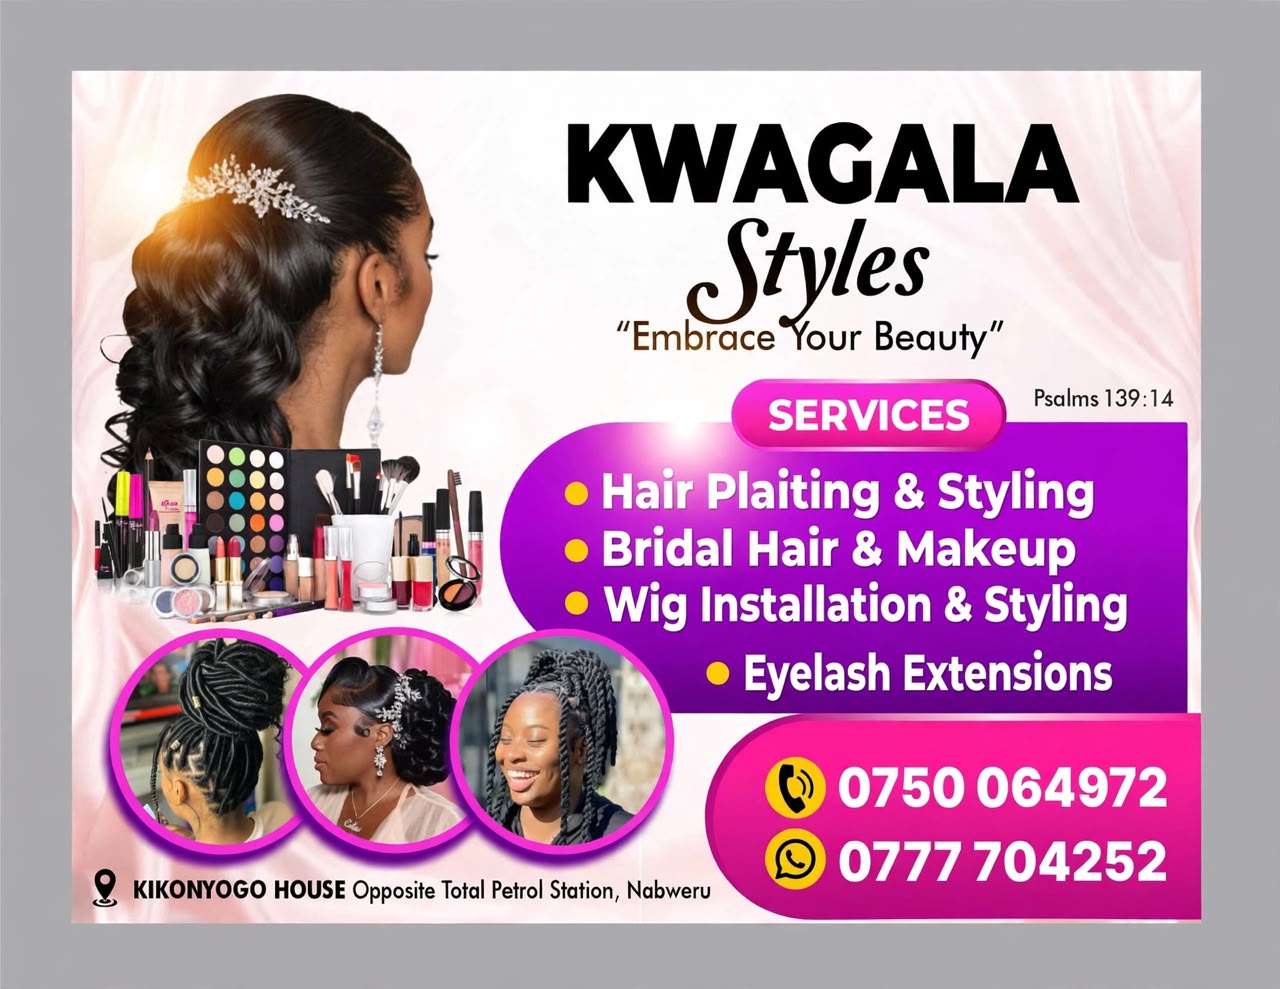 KWAGALA
Styles
“Embrace Your Beauty”
Psalms 139:14
SERVICES
Hair Plaiting & Styling
Bridal Hair & Makeup
Wig Installation & Styling
Eyelash Extensions
0750 064972
0777 704252
KIKONYOGO HOUSE Opposite Total Petrol Station, Nabweru